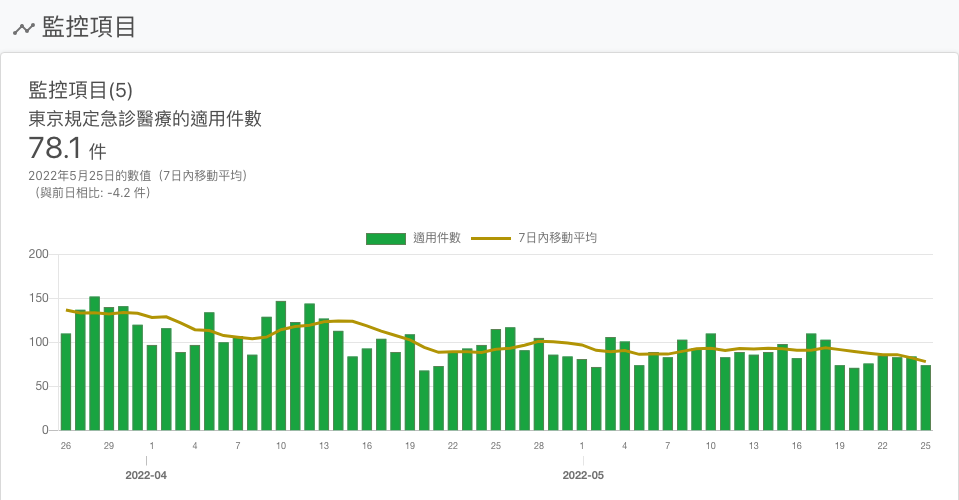 監控項目
監控項目(5)
東京規定急診醫療的適用件數
78.1 件
2022年5月25日的數值（7日內移動平均）
（與前日相比: -4.2 件）
適用件數 7日內移動平均
200
150
100
50
0
26 29 1 4 7 10 13 16 19 22 25 28 1 4 7 10 13 16 19 22 25
2022-04 2022-05